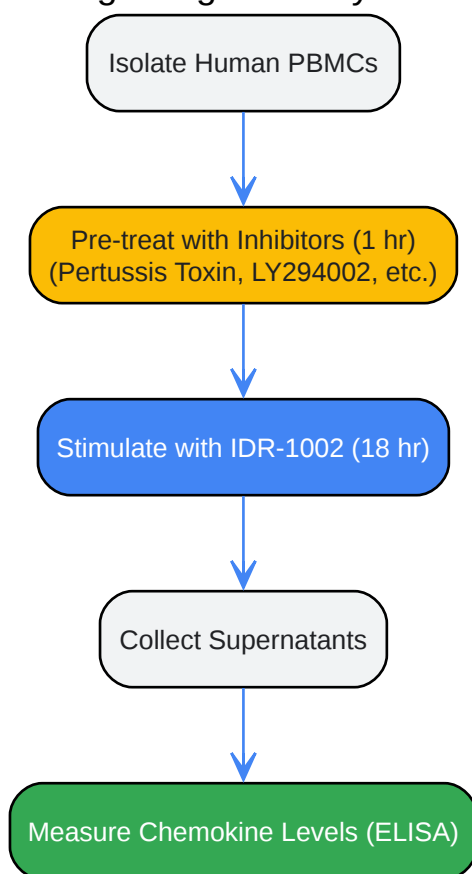 Isolate Human PBMCs
Pre-treat with Inhibitors (1 hr)
(Pertussis Toxin, LY294002, etc.)
Stimulate with IDR-1002 (18 hr)
Collect Supernatants
Measure Chemokine Levels (ELISA)